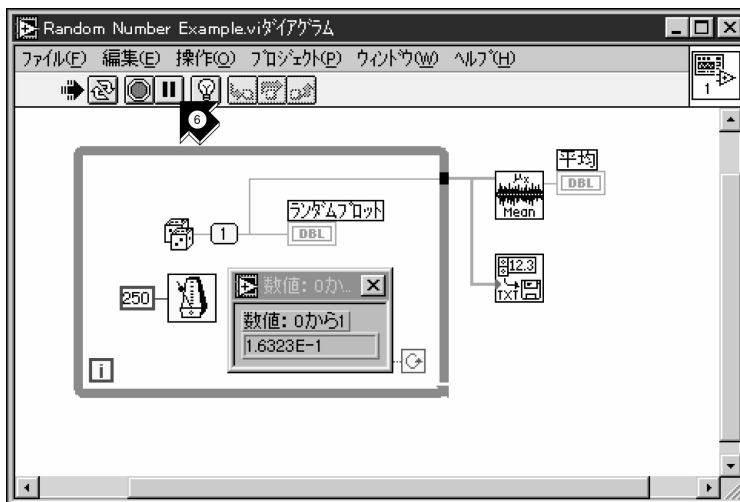 Random Number Example.viﾀﾞｲｱｸﾞﾗﾑ
ﾌｧｲﾙ(F) 編集(E) 操作(O) ﾌﾟﾛｼﾞｪｸﾄ(P) ｳｨﾝﾄﾞｳ(W) ﾍﾙﾌﾟ(H)
1
6
平均
ﾗﾝﾀﾞﾑﾌﾟﾛｯﾄ
μx
DBL
Mean
1
DBL
12.3
TXT
数値: 0か...
250
数値: 0から1
1.6323E-1
i